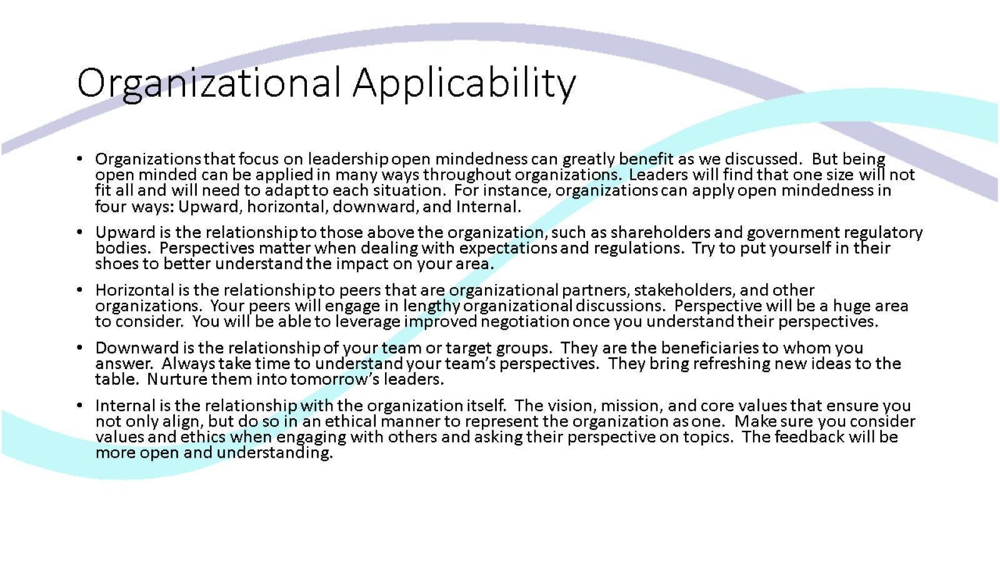 Organizational Applicability
• Organizations that focus on leadership open mindedness can greatly benefit as we discussed.  But being
open minded can be applied in many ways throughout organizations.  Leaders will find that one size will not
fit all and will need to adapt to each situation.  For instance, organizations can apply open mindedness in
four ways: Upward, horizontal, downward, and Internal.
• Upward is the relationship to those above the organization, such as shareholders and government regulatory
bodies.  Perspectives matter when dealing with expectations and regulations.  Try to put yourself in their
shoes to better understand the impact on your area.
• Horizontal is the relationship to peers that are organizational partners, stakeholders, and other
organizations.  Your peers will engage in lengthy organizational discussions.  Perspective will be a huge area
to consider.  You will be able to leverage improved negotiation once you understand their perspectives.
• Downward is the relationship of your team or target groups.  They are the beneficiaries to whom you
answer.  Always take time to understand your team’s perspectives.  They bring refreshing new ideas to the
table.  Nurture them into tomorrow’s leaders.
• Internal is the relationship with the organization itself.  The vision, mission, and core values that ensure you
not only align, but do so in an ethical manner to represent the organization as one.  Make sure you consider
values and ethics when engaging with others and asking their perspective on topics.  The feedback will be
more open and understanding.